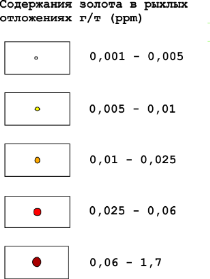 Содержания золота в рыхлых
отложениях г/т (ppm)
0,001 - 0,005
0,005 - 0,01
0,01 - 0,025
0,025 - 0,06
0,06 - 1,7